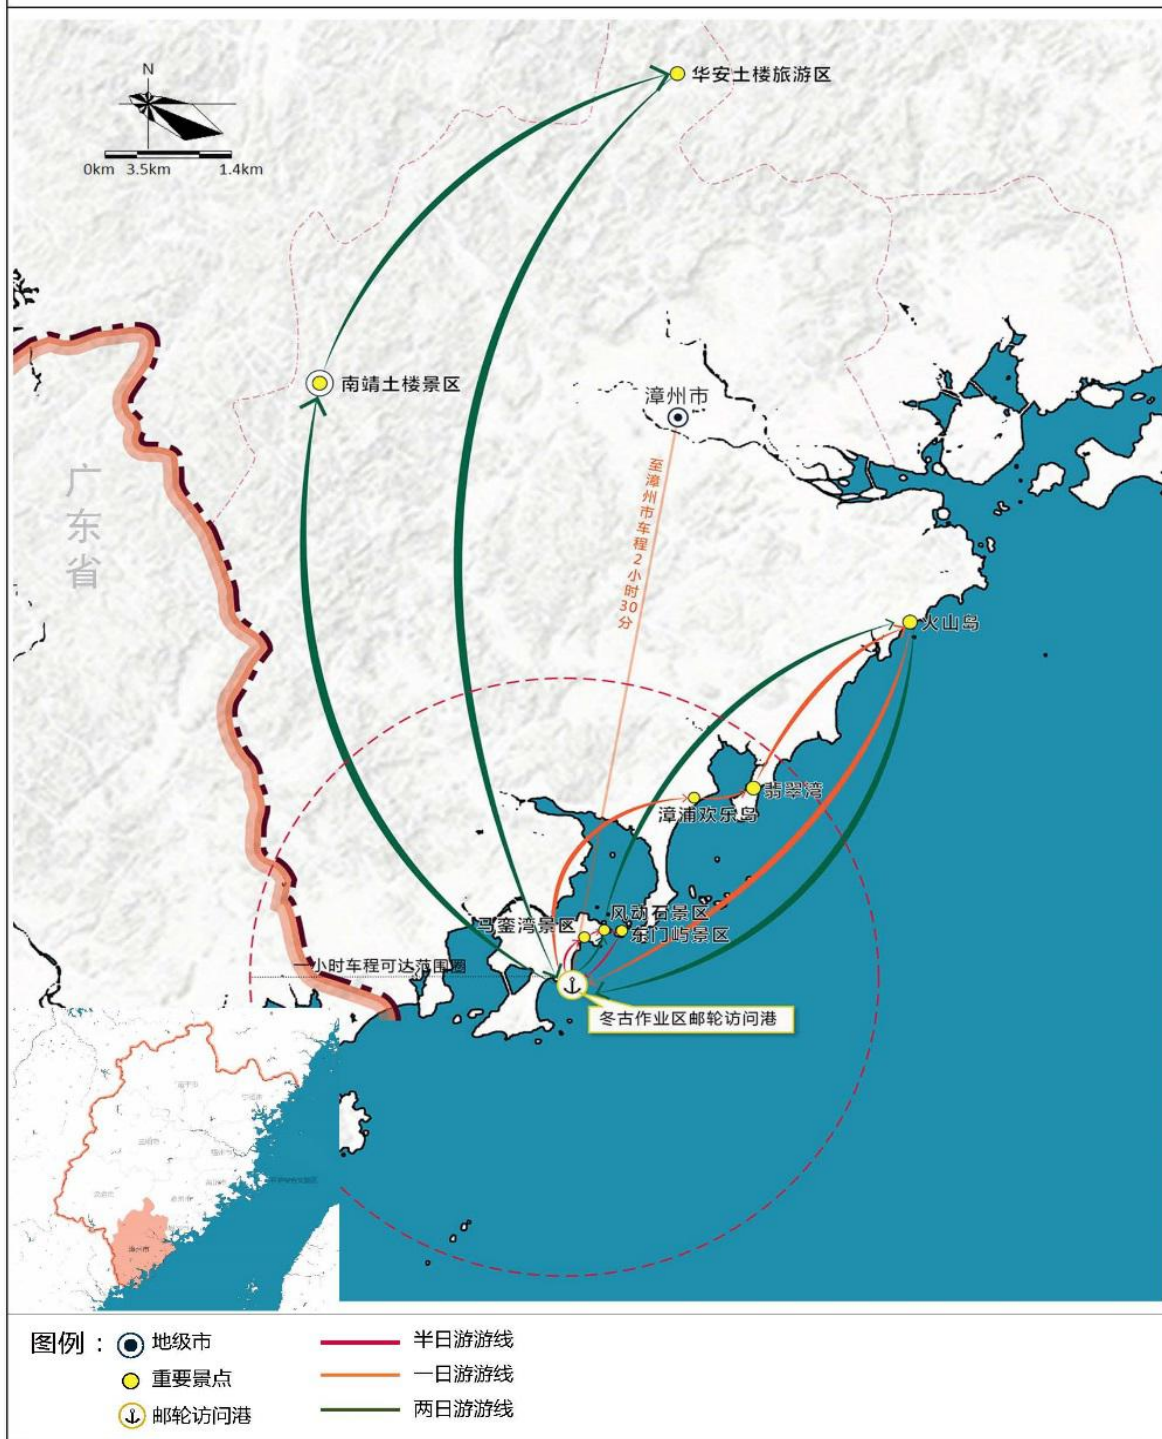 华安土楼旅游区
N
0km 3.5km 1.4km
南靖土楼景区
漳州市
广东省
至漳州市车程2小时30分
火山岛
翡翠湾
漳浦欢乐岛
风动石景区
马銮湾景区
东门屿景区
一小时车程可达范围圈
冬古作业区邮轮访问港
漳州市
图例：
地级市
半日游游线
重要景点
一日游游线
邮轮访问港
两日游游线